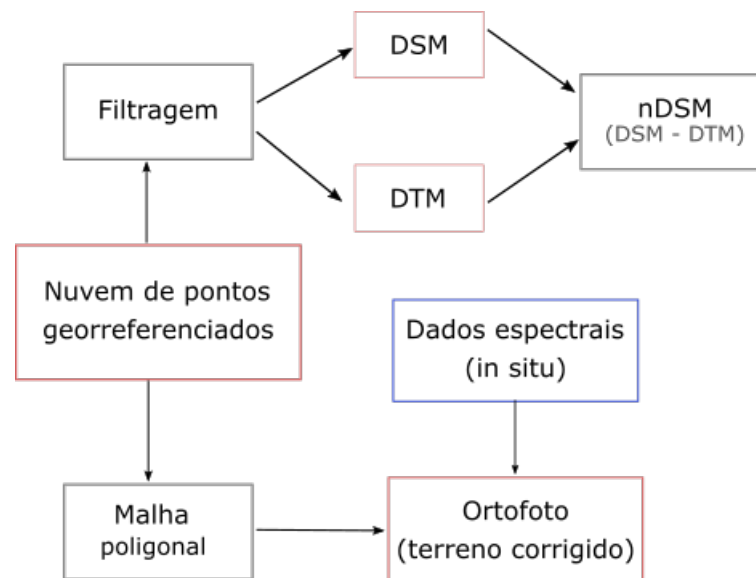 DSM
Filtragem
nDSM
(DSM - DTM)
DTM
Nuvem de pontos
georreferenciados
Dados espectrais
(in situ)
Malha
poligonal
Ortofoto
(terreno corrigido)